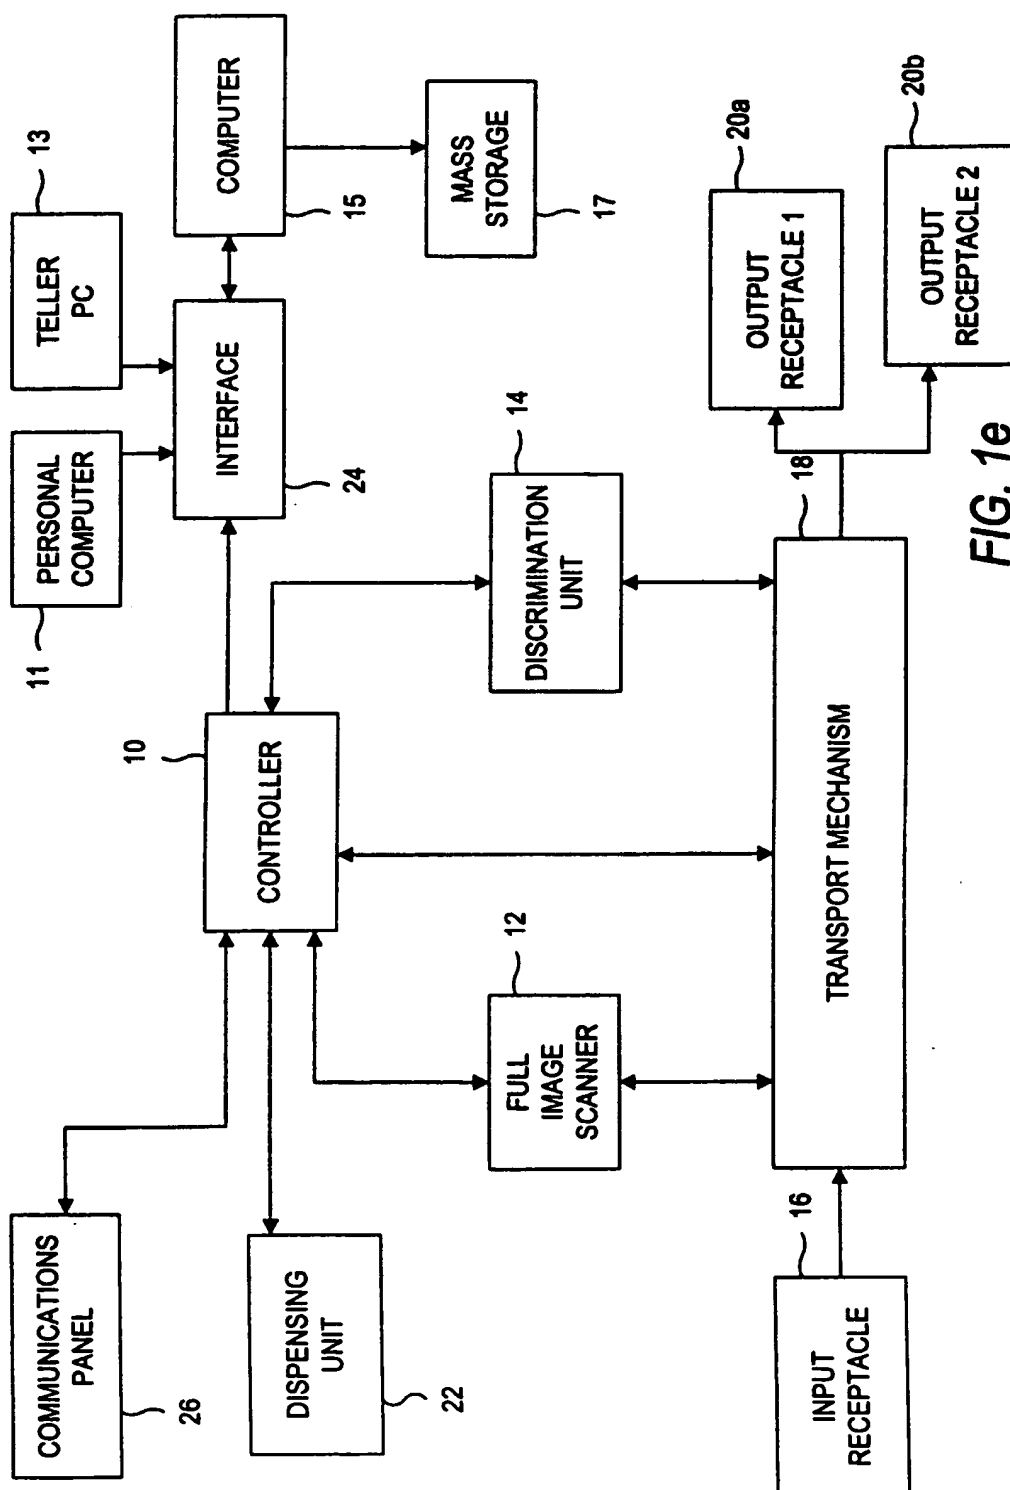 COMMUNICATIONS
PANEL
26
DISPENSING
UNIT
22
CONTROLLER
10
PERSONAL
COMPUTER
11
TELLER
PC
13
INTERFACE
24
COMPUTER
15
MASS
STORAGE
17
FULL
IMAGE
SCANNER
12
DISCRIMINATION
UNIT
14
INPUT
RECEPTACLE
16
TRANSPORT MECHANISM
18
OUTPUT
RECEPTACLE 1
20a
OUTPUT
RECEPTACLE 2
20b
FIG. 1e